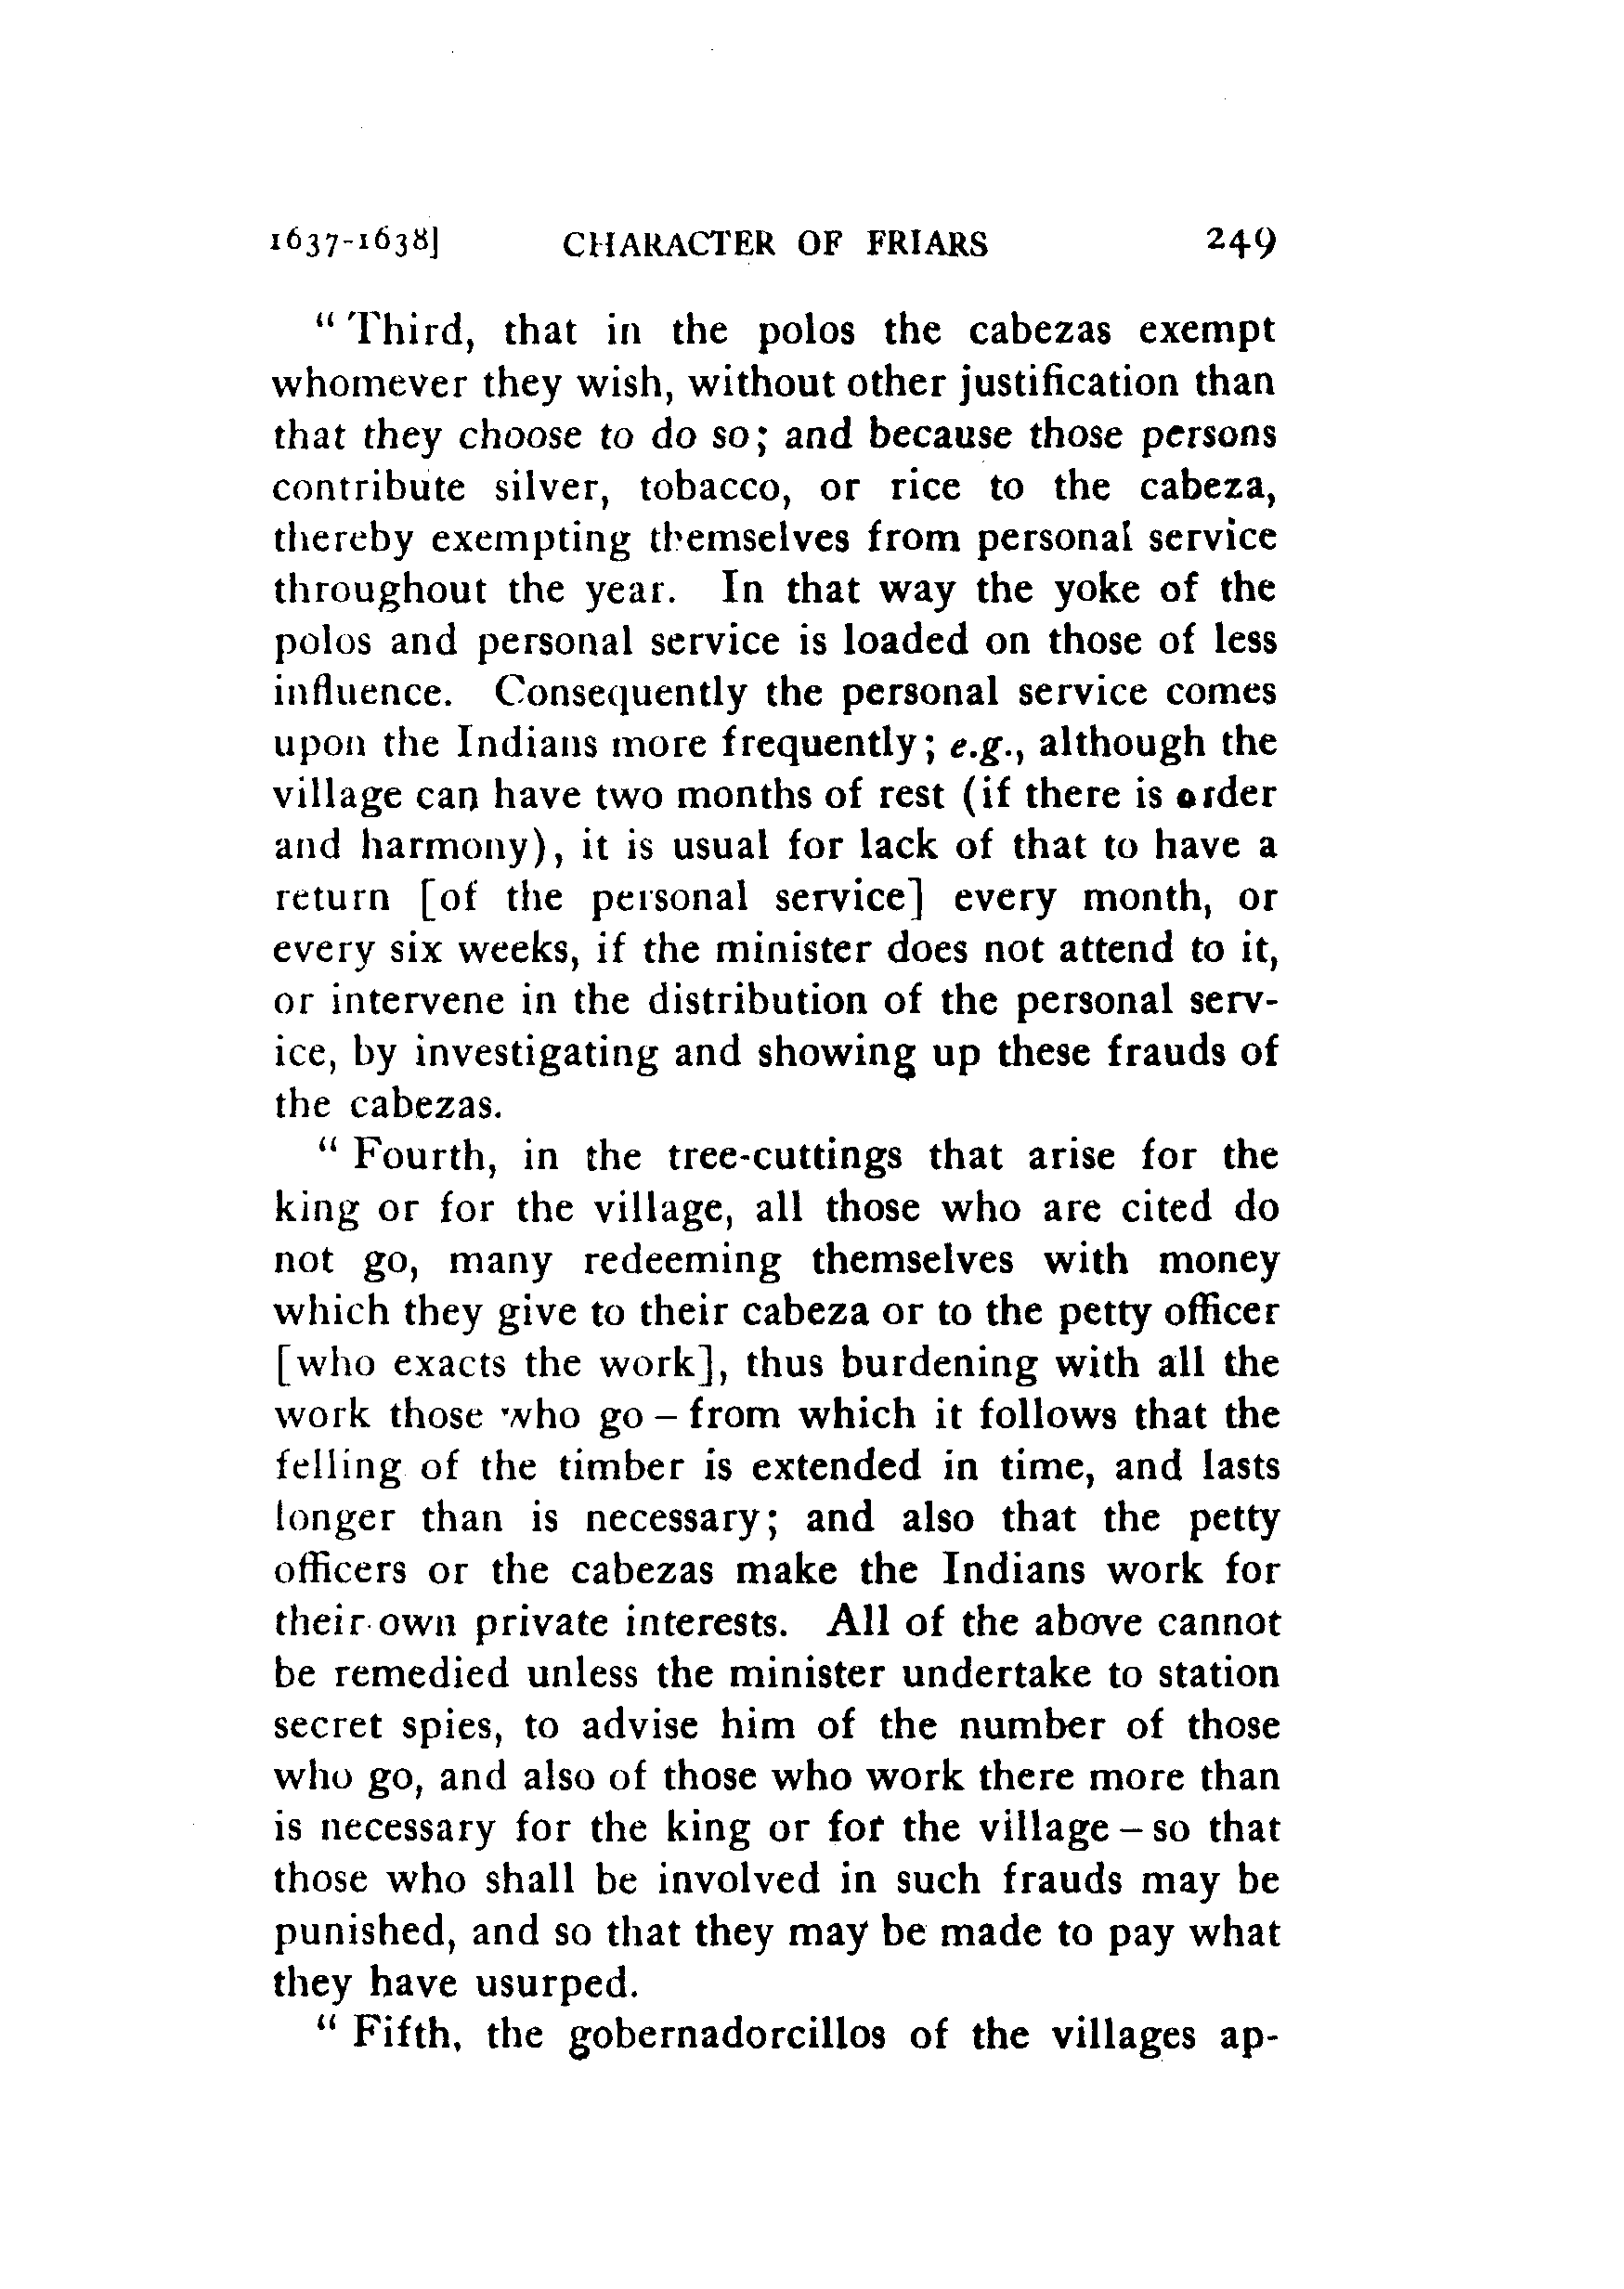 1637-1638] CHARACTER OF FRIARS 249
“ Third, that in the polos the cabezas exempt
whomever they wish, without other justification than
that they choose to do so; and because those persons
contribute silver, tobacco, or rice to the cabeza,
thereby exempting themselves from personal service
throughout the year. In that way the yoke of the
polos and personal service is loaded on those of less
influence. Consequently the personal service comes
upon the Indians more frequently; e.g., although the
village can have two months of rest (if there is order
and harmony), it is usual for lack of that to have a
return [of the personal service] every month, or
every six weeks, if the minister does not attend to it,
or intervene in the distribution of the personal serv-
ice, by investigating and showing up these frauds of
the cabezas.
“ Fourth, in the tree-cuttings that arise for the
king or for the village, all those who are cited do
not go, many redeeming themselves with money
which they give to their cabeza or to the petty officer
[who exacts the work], thus burdening with all the
work those who go – from which it follows that the
felling of the timber is extended in time, and lasts
longer than is necessary; and also that the petty
officers or the cabezas make the Indians work for
their own private interests. All of the above cannot
be remedied unless the minister undertake to station
secret spies, to advise him of the number of those
who go, and also of those who work there more than
is necessary for the king or for the village – so that
those who shall be involved in such frauds may be
punished, and so that they may be made to pay what
they have usurped.
“ Fifth, the gobernadorcillos of the villages ap-